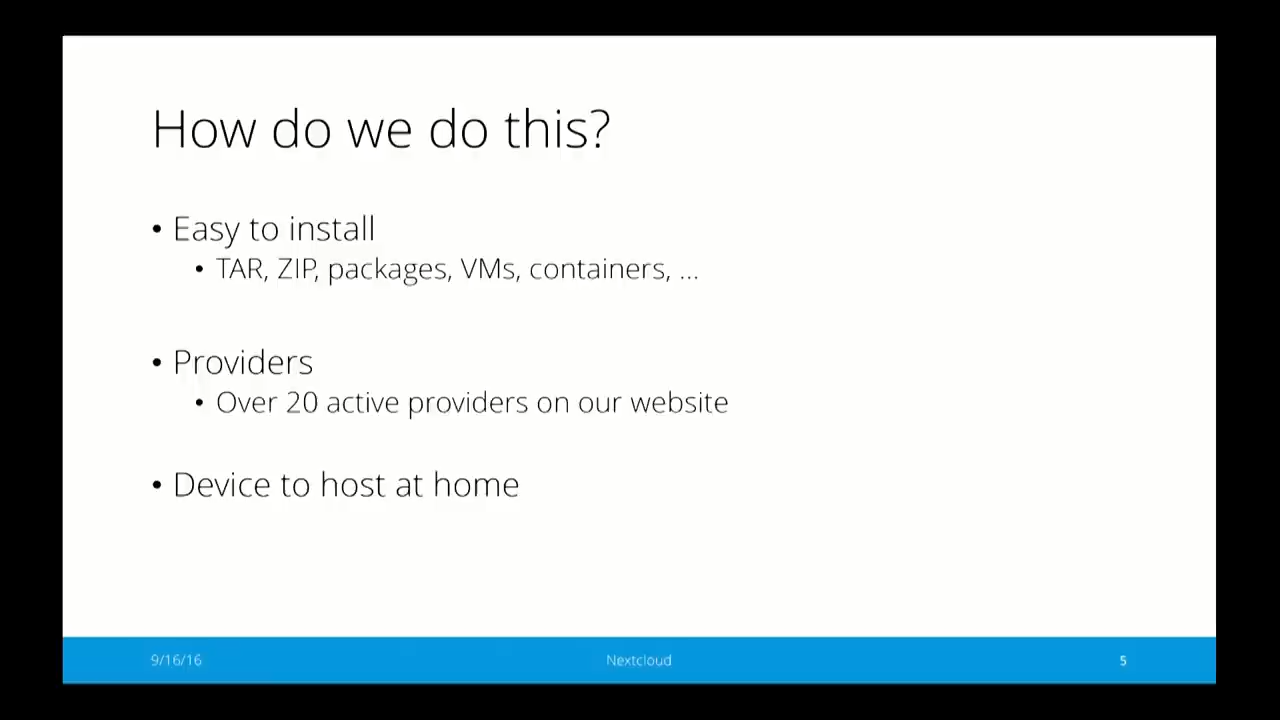 How do we do this?
• Easy to install
• TAR, ZIP, packages, VMs, containers, ...
• Providers
• Over 20 active providers on our website
• Device to host at home
9/16/16
Nextcloud
5